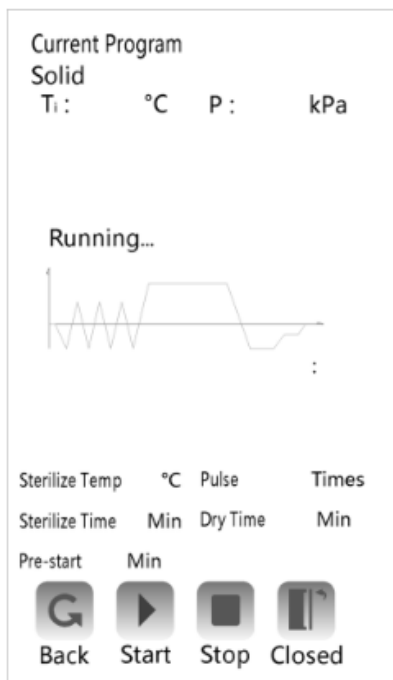 Current Program
Solid
Ti : °C P : kPa
Running...
:
Sterilize Temp °C Pulse Times
Sterilize Time Min Dry Time Min
Pre-start Min
Back Start Stop Closed